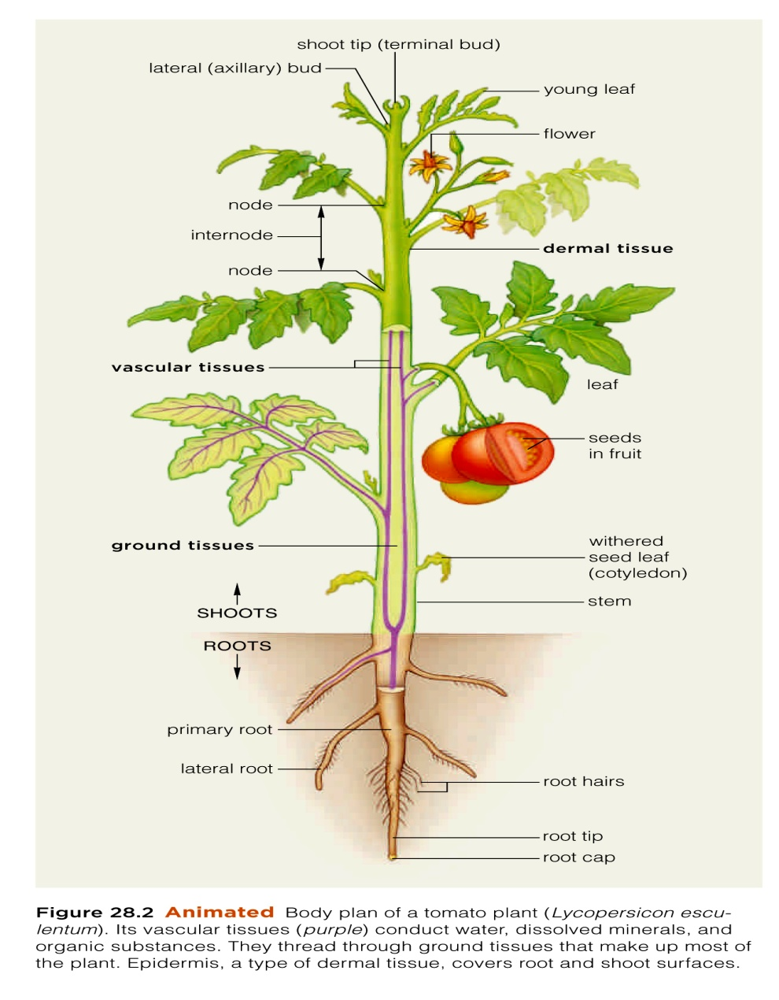 shoot tip (terminal bud)
lateral (axillary) bud
young leaf
flower
node
internode
dermal tissue
node
vascular tissues
leaf
seeds
in fruit
ground tissues
withered
seed leaf
(cotyledon)
stem
SHOOTS
ROOTS
primary root
lateral root
root hairs
root tip
root cap
Figure 28.2 Animated Body plan of a tomato plant (Lycopersicon escu-
lentum). Its vascular tissues (purple) conduct water, dissolved minerals, and
organic substances. They thread through ground tissues that make up most of
the plant. Epidermis, a type of dermal tissue, covers root and shoot surfaces.